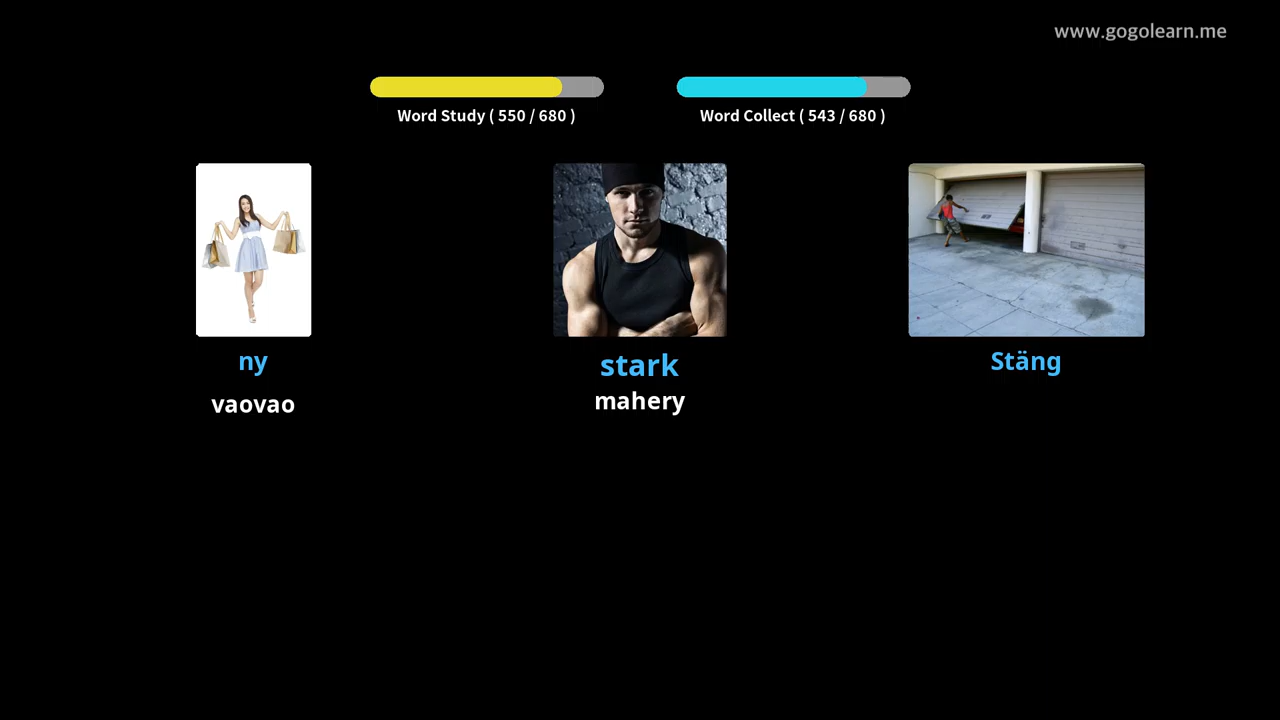 www.gogolearn.me
Word Study ( 550 / 680 )
Word Collect ( 543 / 680 )
ny
stark
Stäng
vaovao
mahery